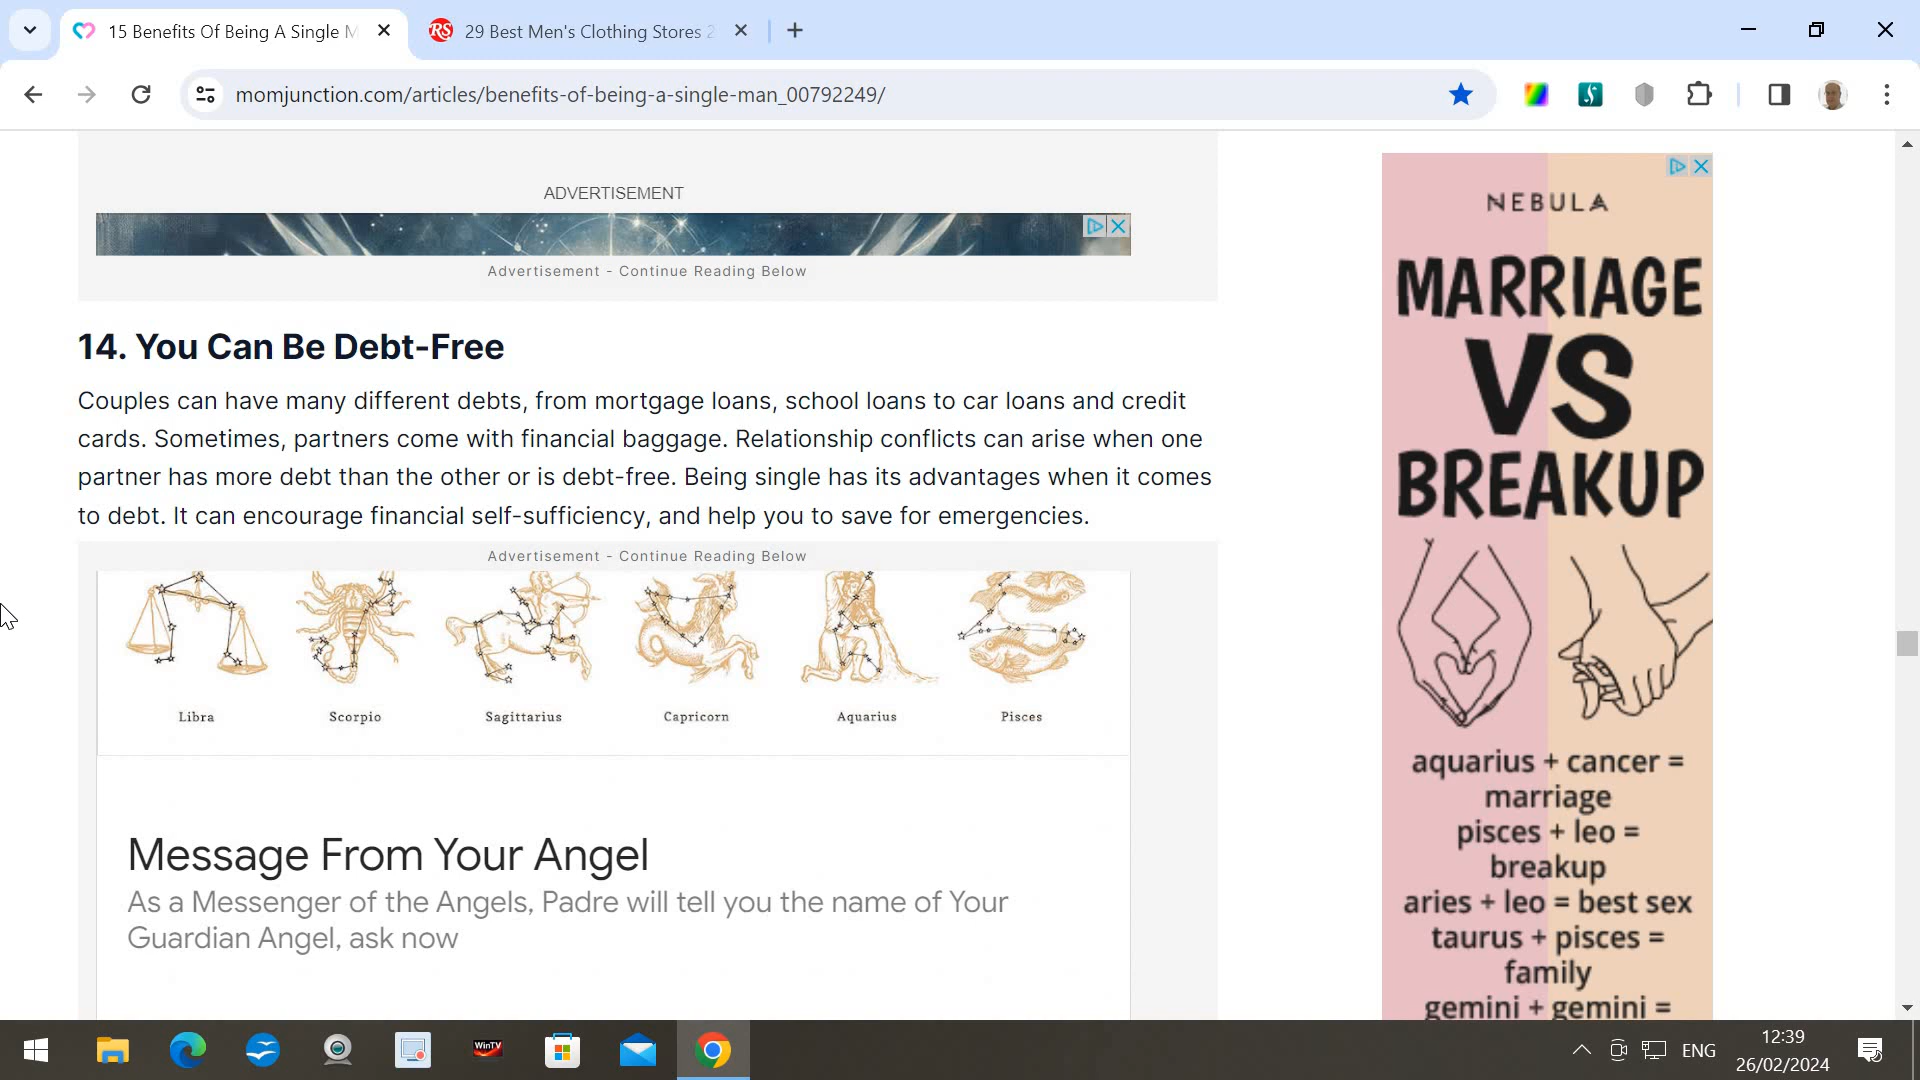 15 Benefits Of Being A Single M
29 Best Men's Clothing Stores 2
momjunction.com/articles/benefits-of-being-a-single-man_00792249/
ADVERTISEMENT
Advertisement - Continue Reading Below
14. You Can Be Debt-Free
Couples can have many different debts, from mortgage loans, school loans to car loans and credit
cards. Sometimes, partners come with financial baggage. Relationship conflicts can arise when one
partner has more debt than the other or is debt-free. Being single has its advantages when it comes
to debt. It can encourage financial self-sufficiency, and help you to save for emergencies.
Advertisement - Continue Reading Below
Libra
Scorpio
Sagittarius
Capricorn
Aquarius
Pisces
Message From Your Angel
As a Messenger of the Angels, Padre will tell you the name of Your
Guardian Angel, ask now
NEBULA
MARRIAGE
VS
BREAKUP
aquarius + cancer =
marriage
pisces + leo =
breakup
aries + leo = best sex
taurus + pisces =
family
gemini + gemini =
WinTV
ENG
12:39
26/02/2024